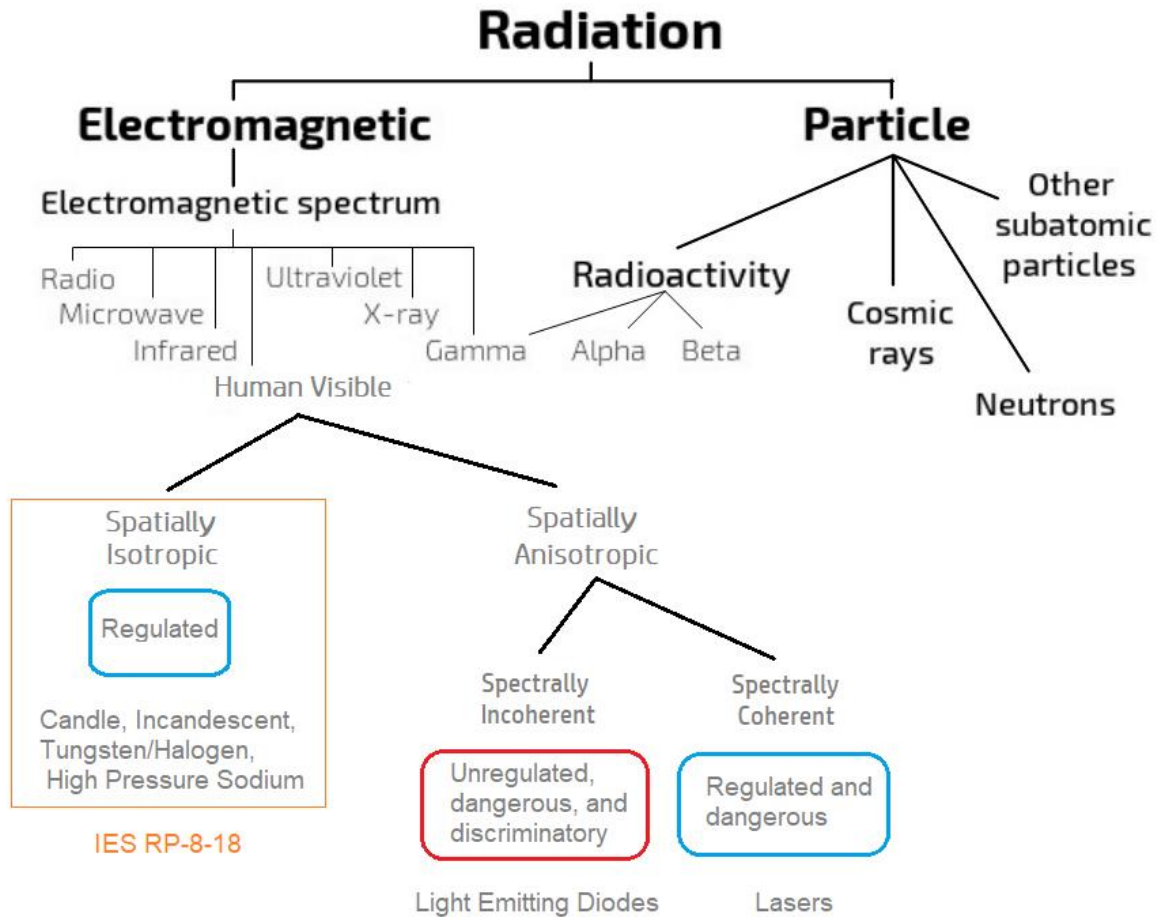 Radiation
Electromagnetic
Particle
Electromagnetic spectrum
Other
subatomic
particles
Radio
Ultraviolet
Radioactivity
Microwave
X-ray
Cosmic
rays
Infrared
Gamma
Alpha
Beta
Human Visible
Neutrons
Spatially
Isotropic
Regulated
Candle, Incandescent,
Tungsten/Halogen,
High Pressure Sodium
IES RP-8-18
Spatially
Anisotropic
Spectrally
Incoherent
Unregulated,
dangerous, and
discriminatory
Light Emitting Diodes
Spectrally
Coherent
Regulated and
dangerous
Lasers